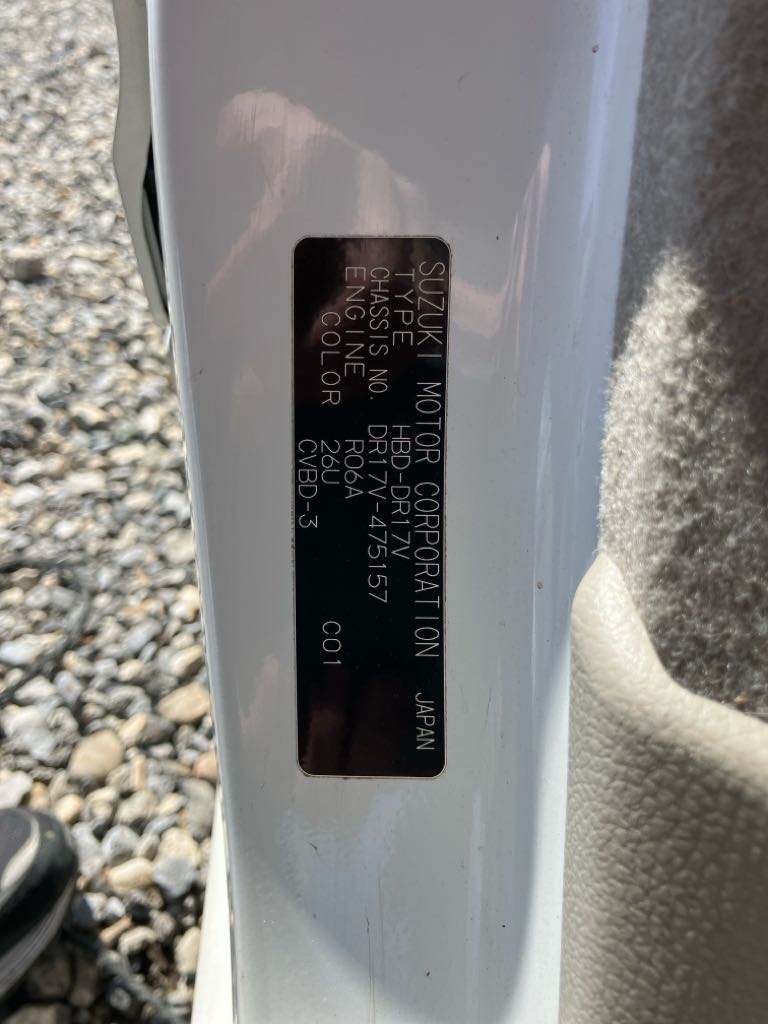 SUZUKI MOTOR CORPORATION JAPAN
TYPE HBD-DR17V
CHASSIS NO. DR17V-475157
ENGINE R06A
COLOR 26U C01
CVBD-3